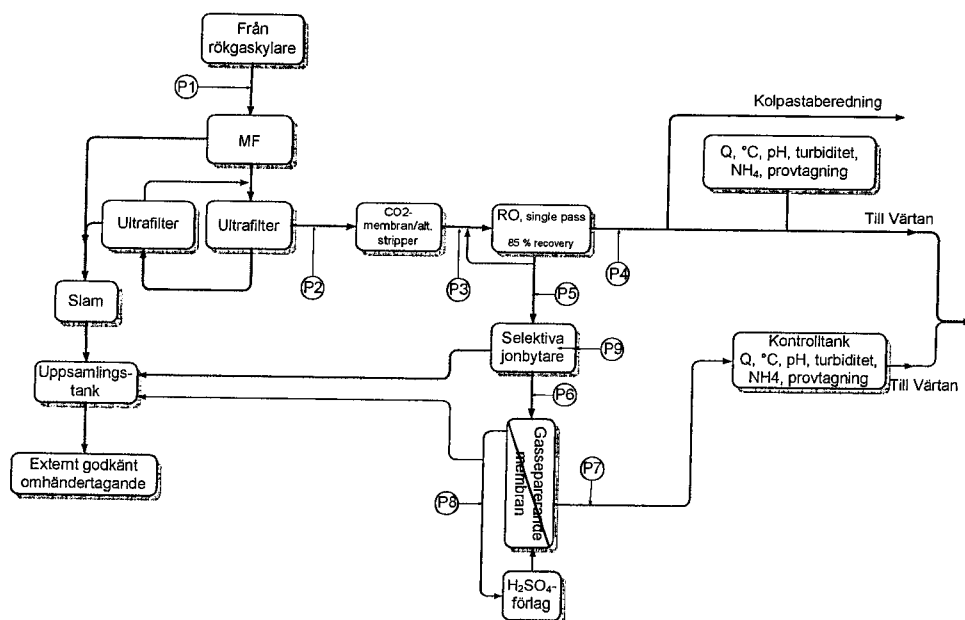 Från
rökgaskylare
P1
Kolpastaberedning
MF
Q, °C, pH, turbiditet,
NH₄, provtagning
Ultrafilter
Ultrafilter
CO2-
membran/alt.
stripper
RO, single pass
85 % recovery
Till Värtan
P2
P3
P4
P5
Slam
Selektiva
jonbytare
P9
Kontrolltank
Q, °C, pH, turbiditet,
NH4, provtagning
Till Värtan
Uppsamlings-
tank
P6
Gasseparerande
membran
Externt godkänt
omhändertagande
P7
P8
H₂SO₄-
förlag